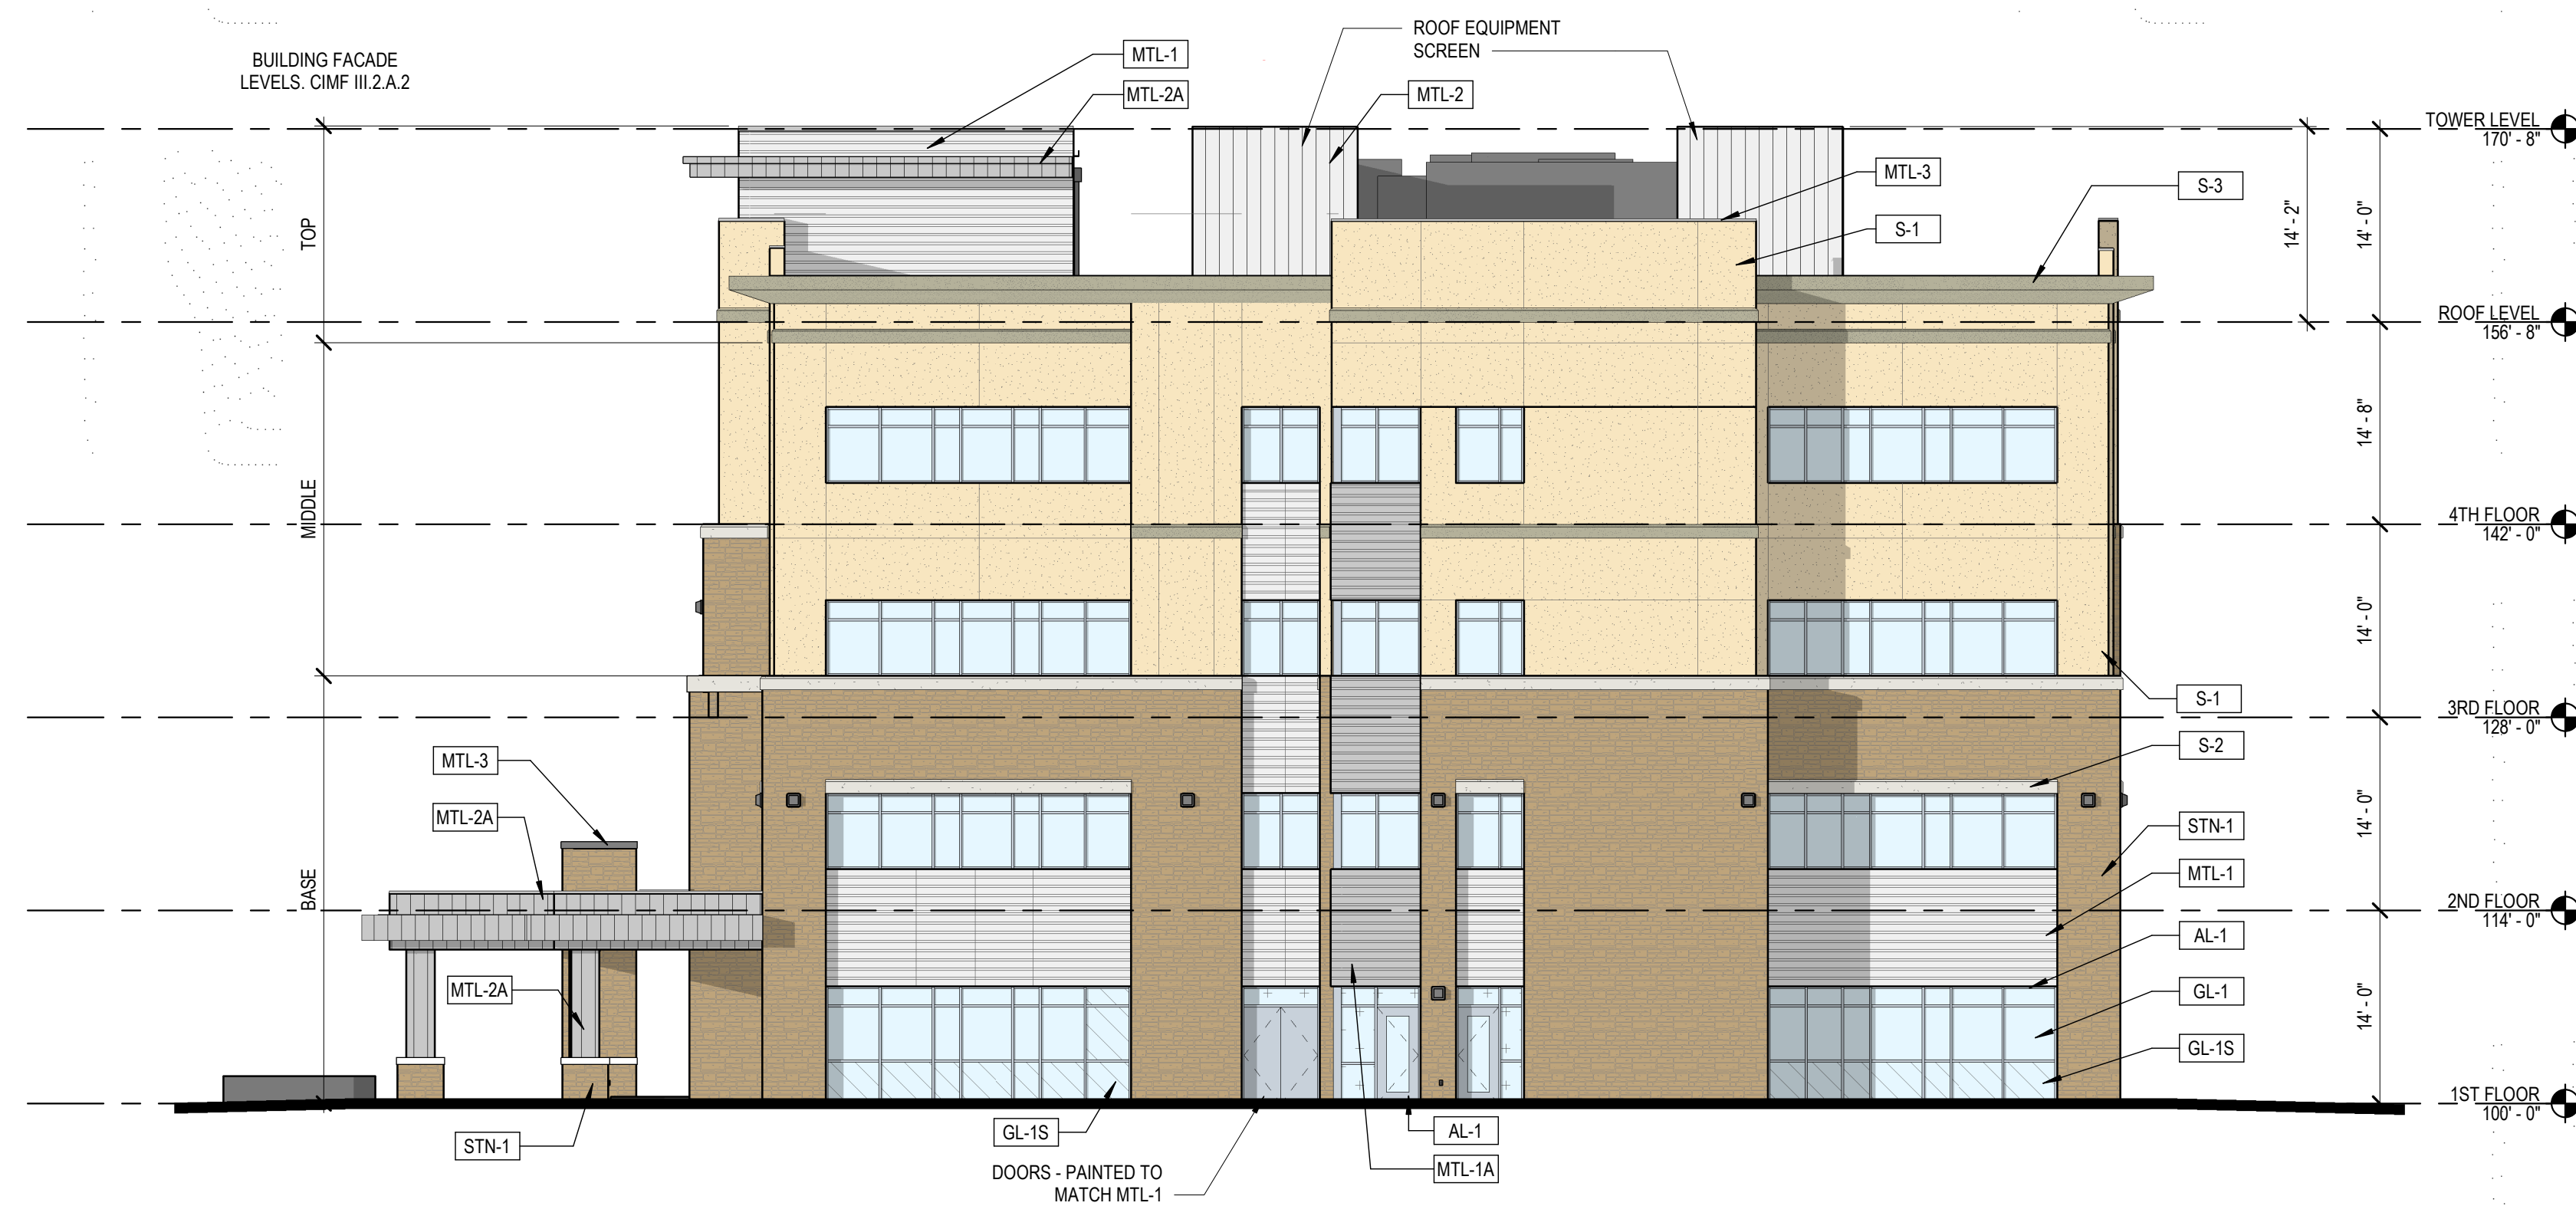 ROOF EQUIPMENT
SCREEN
BUILDING FACADE
LEVELS. CIMF III.2.A.2
MTL-1
MTL-2A
MTL-2
TOWER LEVEL
170' - 8"
MTL-3
S-3
S-1
TOP
14' - 2"
14' - 0"
ROOF LEVEL
156' - 8"
14' - 8"
MIDDLE
4TH FLOOR
142' - 0"
14' - 0"
S-1
3RD FLOOR
128' - 0"
S-2
MTL-3
MTL-2A
14' - 0"
STN-1
MTL-1
BASE
2ND FLOOR
114' - 0"
AL-1
MTL-2A
GL-1
14' - 0"
GL-1S
1ST FLOOR
100' - 0"
STN-1
GL-1S
AL-1
DOORS - PAINTED TO
MATCH MTL-1
MTL-1A